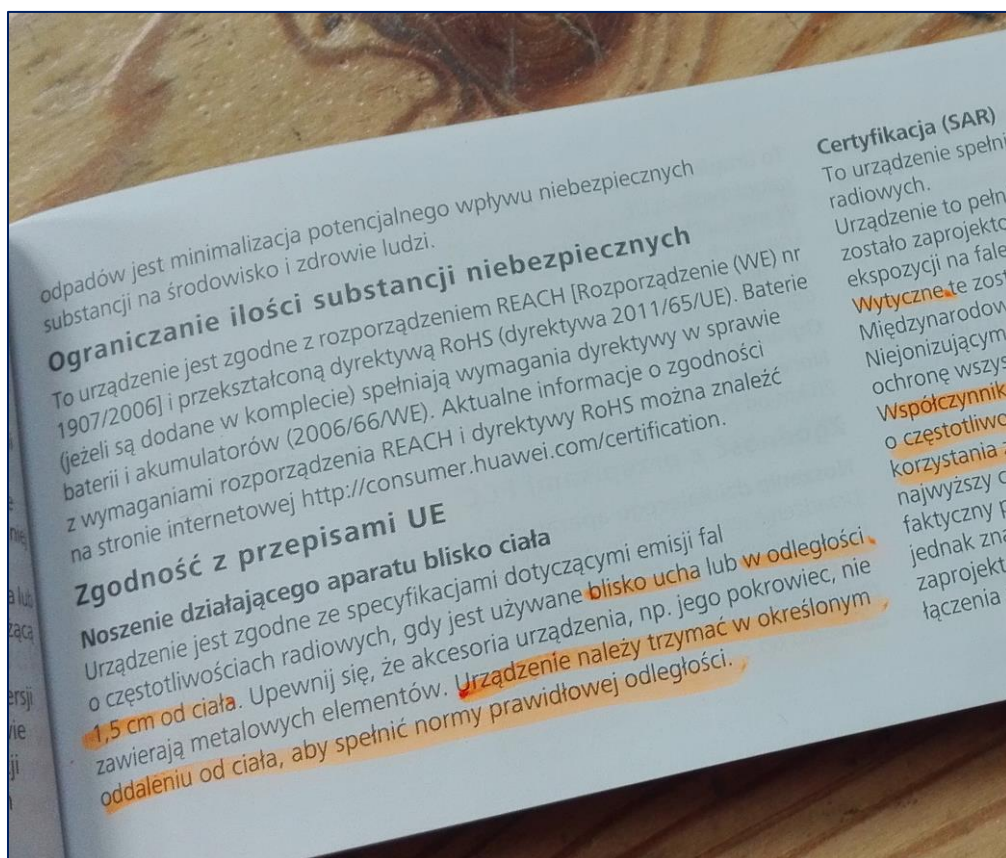 odpadów jest minimalizacja potencjalnego wpływu niebezpiecznych
substancji na środowisko i zdrowie ludzi.
Ograniczanie ilości substancji niebezpiecznych
To urządzenie jest zgodne z rozporządzeniem REACH [Rozporządzenie (WE) nr
1907/2006] i przekształconą dyrektywą RoHS (dyrektywa 2011/65/UE). Baterie
(jeżeli są dodane w komplecie) spełniają wymagania dyrektywy w sprawie
baterii i akumulatorów (2006/66/WE). Aktualne informacje o zgodności
z wymaganiami rozporządzenia REACH i dyrektywy RoHS można znaleźć
na stronie internetowej http://consumer.huawei.com/certification.
Zgodność z przepisami UE
Noszenie działającego aparatu blisko ciała
Urządzenie jest zgodne ze specyfikacjami dotyczącymi emisji fal
o częstotliwościach radiowych, gdy jest używane blisko ucha lub w odległości
1,5 cm od ciała. Upewnij się, że akcesoria urządzenia, np. jego pokrowiec, nie
zawierają metalowych elementów. Urządzenie należy trzymać w określonym
oddaleniu od ciała, aby spełnić normy prawidłowej odległości.
Certyfikacja (SAR)
To urządzenie spełni
radiowych.
Urządzenie to pełn
zostało zaprojekto
ekspozycji na fale
Wytyczne te zost
Międzynarodow
Niejonizującym
ochronę wszys
Współczynnik
o częstotliwo
korzystania z
najwyższy
faktyczny p
jednak zna
zaprojekt
łączenia